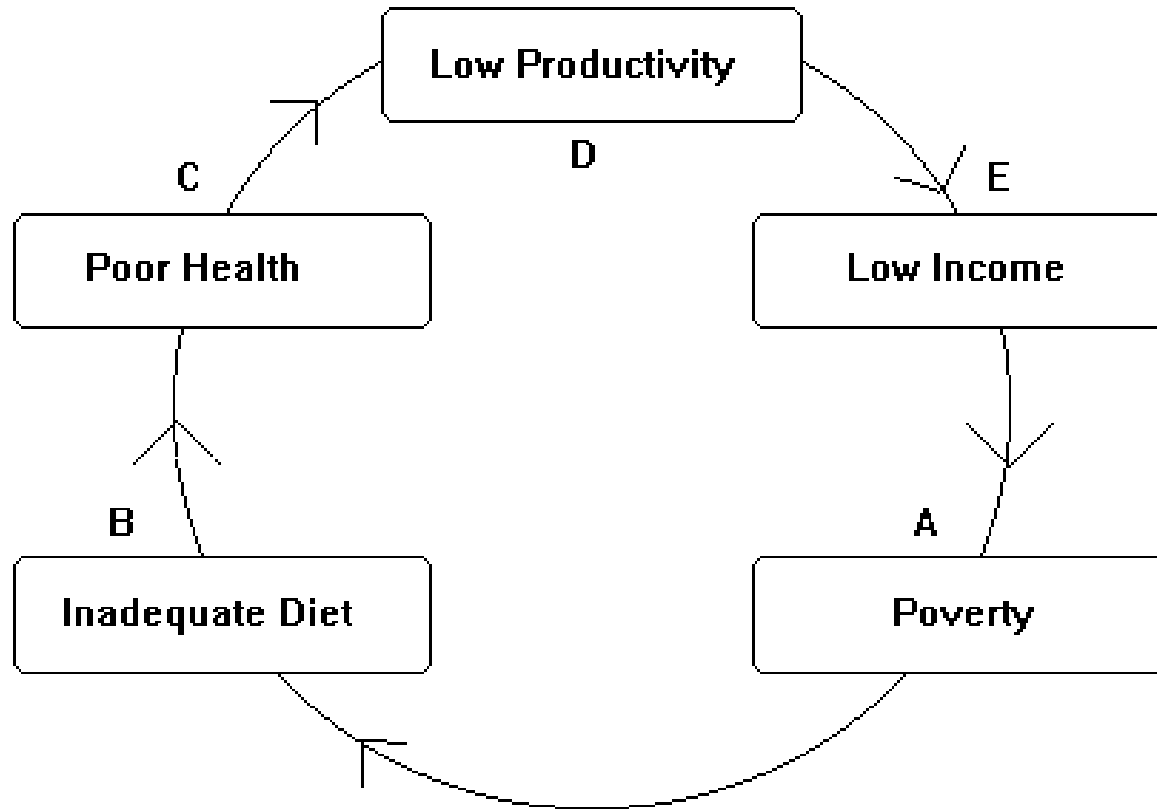 Low Productivity
D
C
E
Poor Health
Low Income
B
A
Inadequate Diet
Poverty